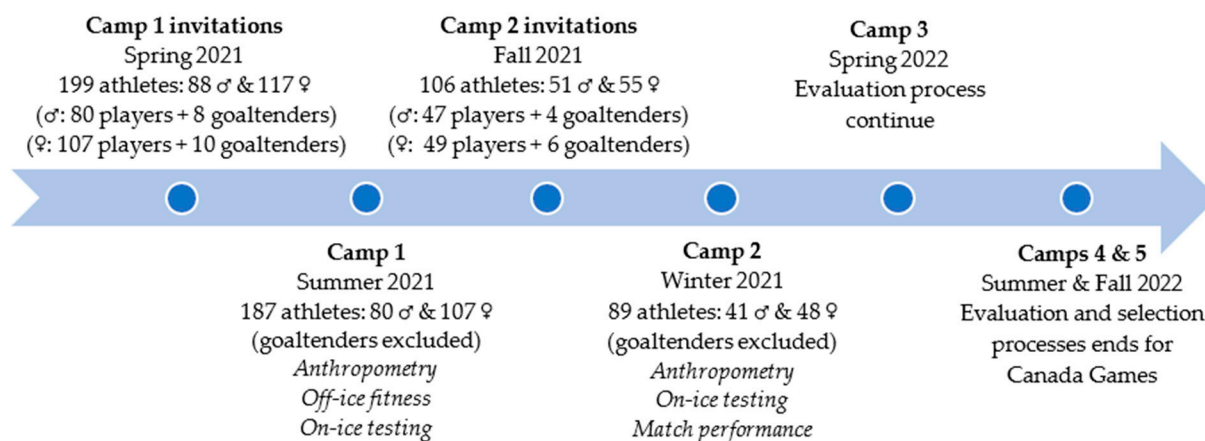 Camp 1 invitations
Spring 2021
199 athletes: 88 ♂ & 117 ♀
(♂: 80 players + 8 goaltenders)
(♀: 107 players + 10 goaltenders)
Camp 2 invitations
Fall 2021
106 athletes: 51 ♂ & 55 ♀
(♂: 47 players + 4 goaltenders)
(♀: 49 players + 6 goaltenders)
Camp 3
Spring 2022
Evaluation process
continue
Camp 1
Summer 2021
187 athletes: 80 ♂ & 107 ♀
(goaltenders excluded)
Anthropometry
Off-ice fitness
On-ice testing
Camp 2
Winter 2021
89 athletes: 41 ♂ & 48 ♀
(goaltenders excluded)
Anthropometry
On-ice testing
Match performance
Camps 4 & 5
Summer & Fall 2022
Evaluation and selection
processes ends for
Canada Games